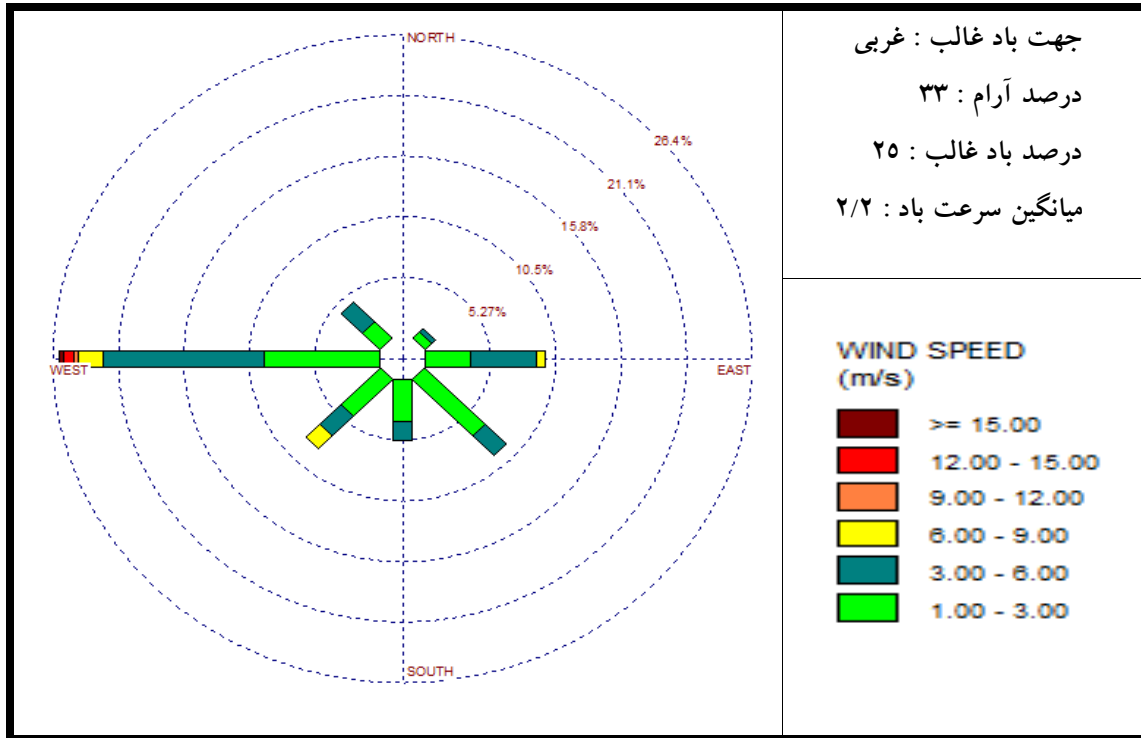 NORTH
26.4%
21.1%
15.8%
10.5%
5.27%
WEST
EAST
SOUTH
جهت باد غالب : غربی
درصد آرام : ۳۳
درصد باد غالب : ۲۵
میانگین سرعت باد : ۲/۲
WIND SPEED
(m/s)
>= 15.00
12.00 - 15.00
9.00 - 12.00
6.00 - 9.00
3.00 - 6.00
1.00 - 3.00